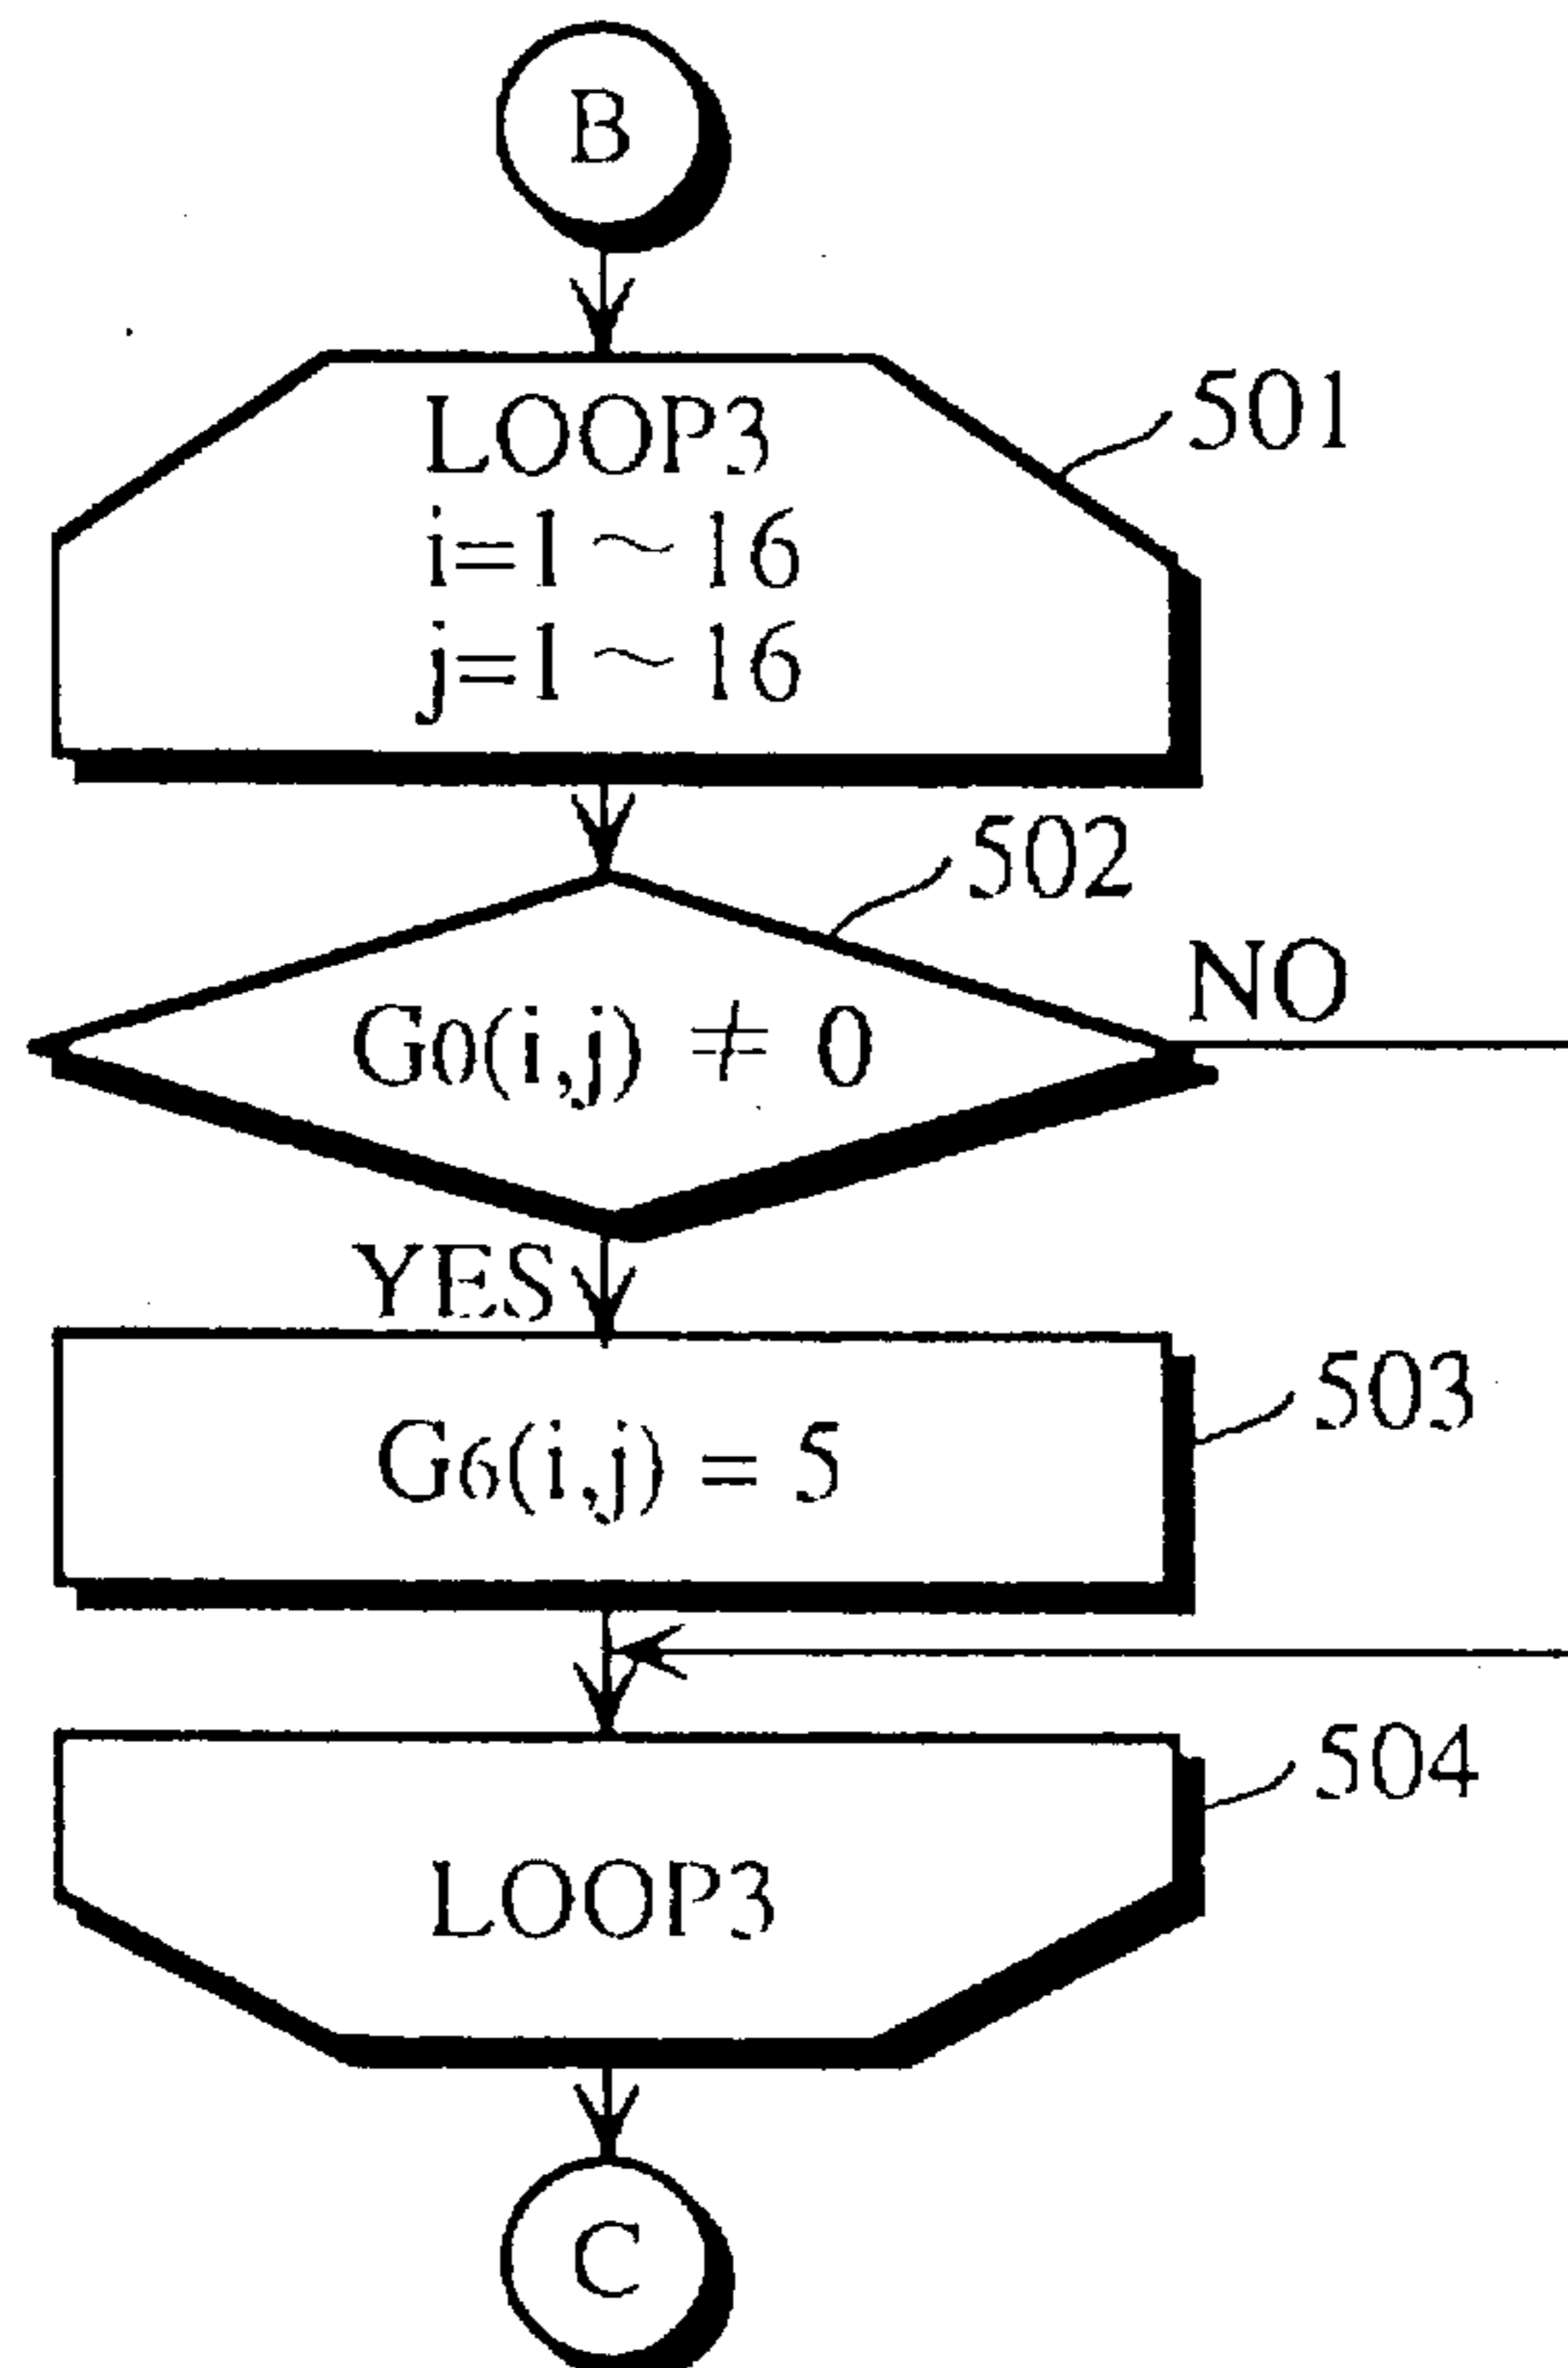 B
LOOP3
501
i=1～16
j=1～16
502
NO
G0(i,j) ≠ 0
YES
503
G6(i,j) = 5
504
LOOP3
C